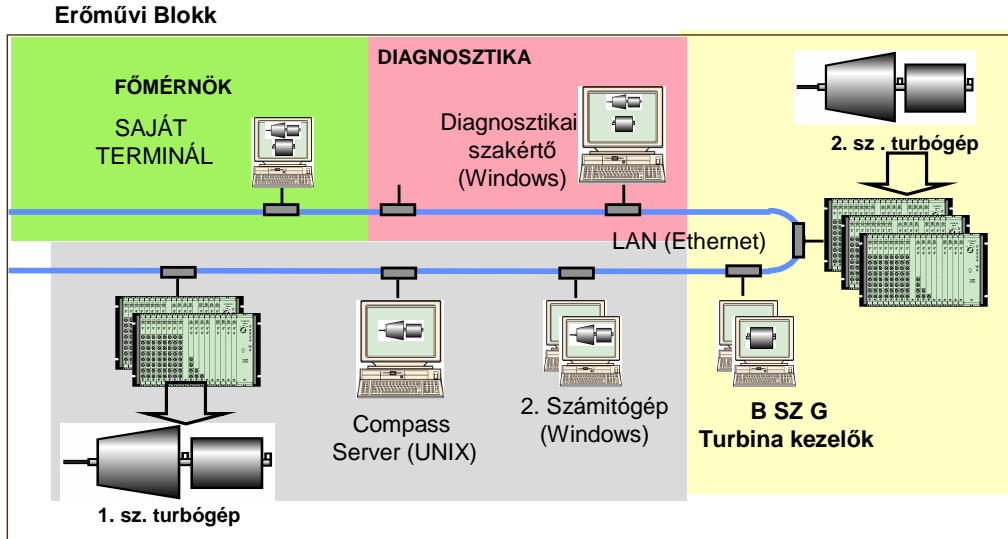 Erőművi Blokk
FŐMÉRNÖK
SAJÁT
TERMINÁL
DIAGNOSZTIKA
Diagnosztikai
szakértő
(Windows)
2. sz . turbógép
LAN (Ethernet)
Compass
Server (UNIX)
2. Számitógép
(Windows)
B SZ G
Turbina kezelők
1. sz. turbógép